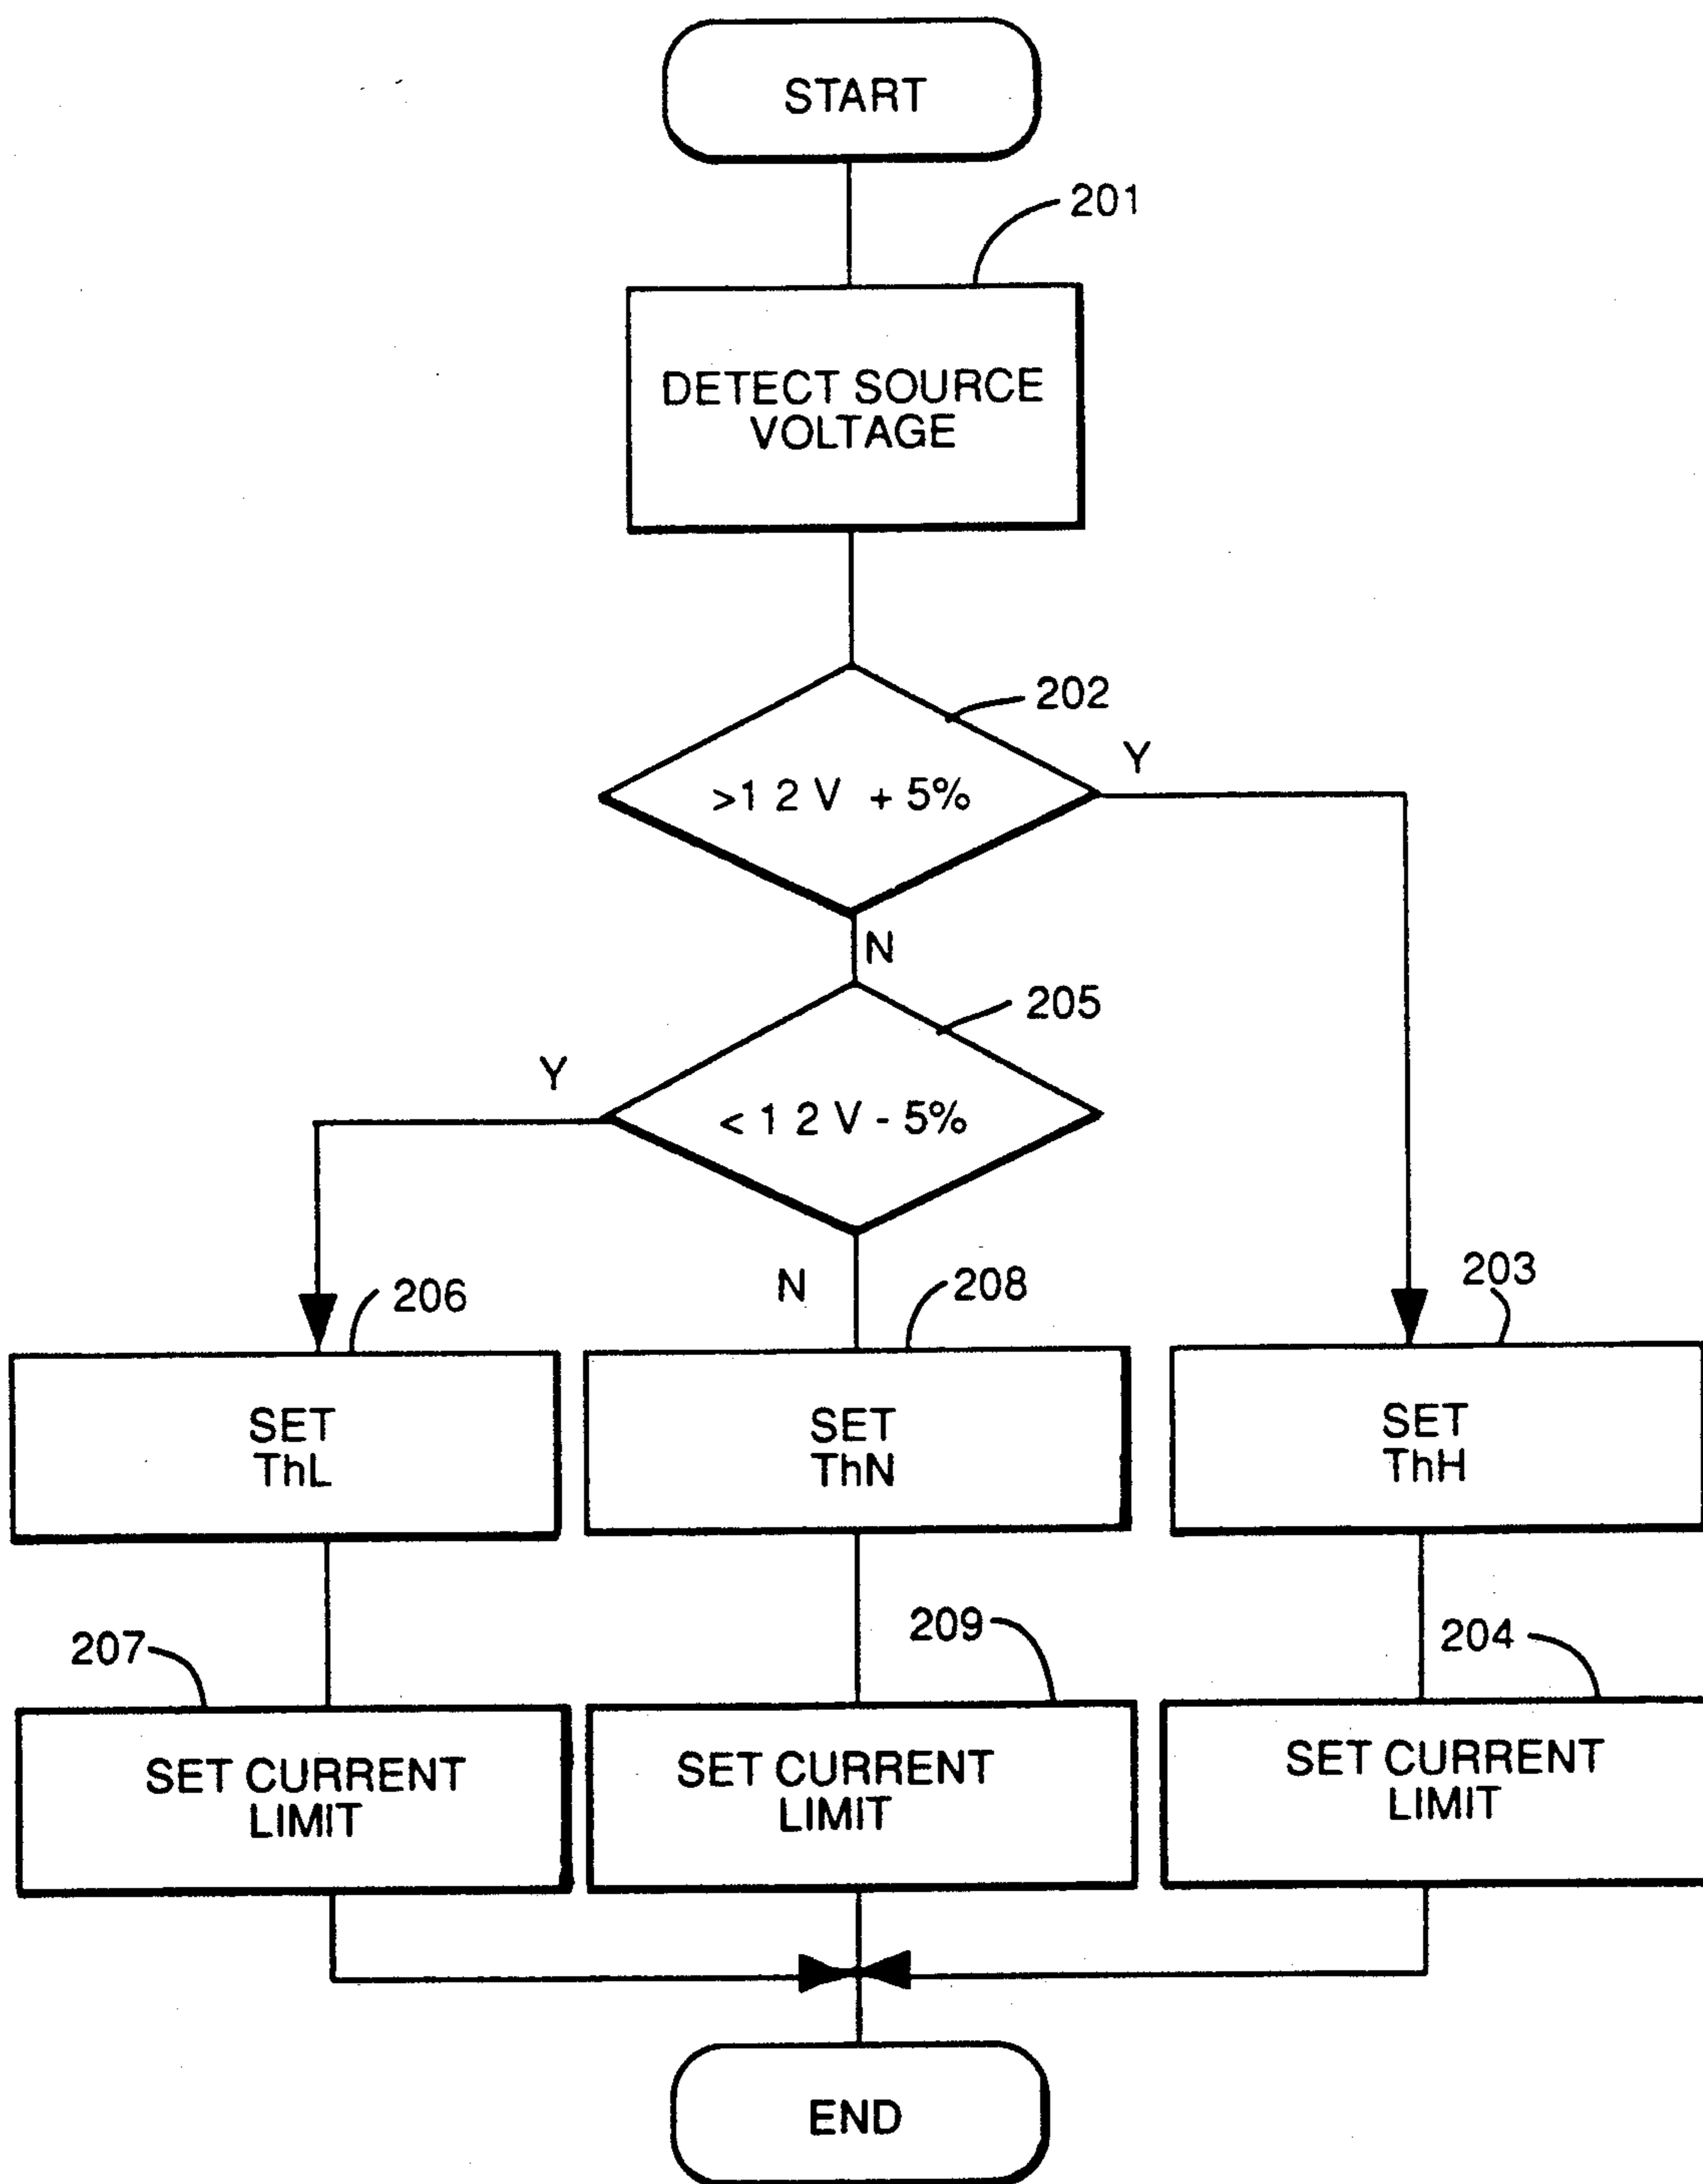 START
201
DETECT SOURCE
VOLTAGE
202
>1 2 V + 5%
Y
N
205
Y
< 1 2 V - 5%
N
206
208
203
SET
ThL
SET
ThN
SET
ThH
207
209
204
SET CURRENT
LIMIT
SET CURRENT
LIMIT
SET CURRENT
LIMIT
END